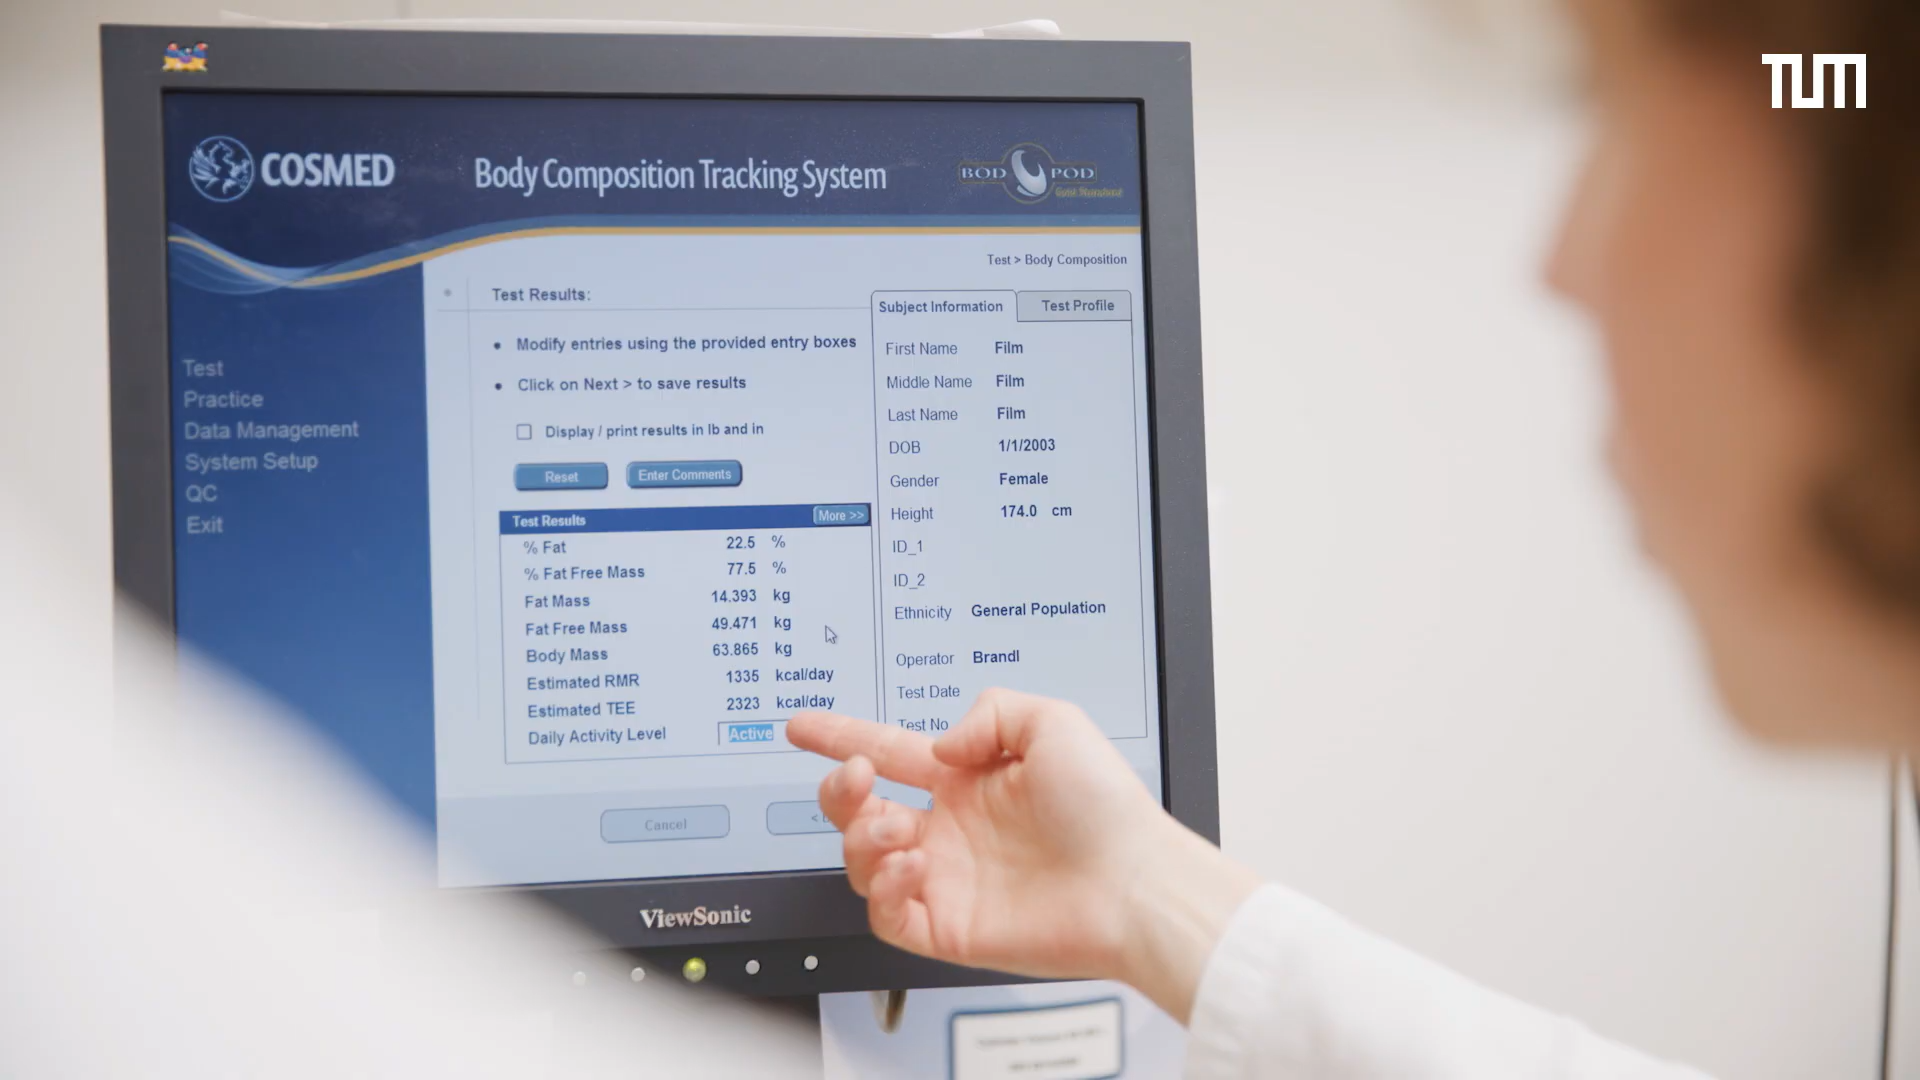 TUM
COSMED
Body Composition Tracking System
BOD POD
Gold Standard
Test > Body Composition
Test
Practice
Data Management
System Setup
QC
Exit
Test Results:
• Modify entries using the provided entry boxes
• Click on Next > to save results
Display / print results in lb and in
Reset
Enter Comments
Test Results
More >>
% Fat 22.5 %
% Fat Free Mass 77.5 %
Fat Mass 14.393 kg
Fat Free Mass 49.471 kg
Body Mass 63.865 kg
Estimated RMR 1335 kcal/day
Estimated TEE 2323 kcal/day
Daily Activity Level Active
Subject Information
Test Profile
First Name Film
Middle Name Film
Last Name Film
DOB 1/1/2003
Gender Female
Height 174.0 cm
ID_1
ID_2
Ethnicity General Population
Operator Brandl
Test Date
Test No
Cancel
<
ViewSonic